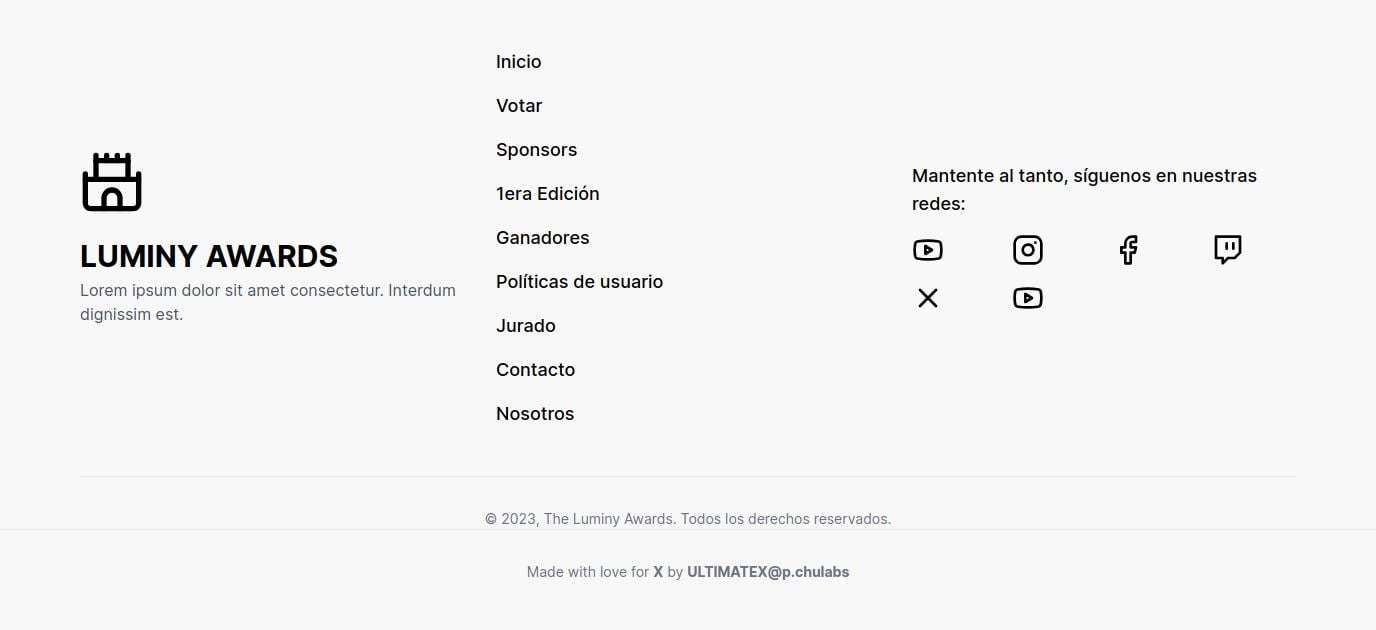 LUMINY AWARDS
Lorem ipsum dolor sit amet consectetur. Interdum
dignissim est.
Inicio
Votar
Sponsors
1era Edición
Ganadores
Políticas de usuario
Jurado
Contacto
Nosotros
Mantente al tanto, síguenos en nuestras
redes:
© 2023, The Luminy Awards. Todos los derechos reservados.
Made with love for X by ULTIMATEX@p.chulabs